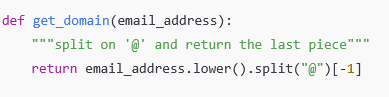 def get_domain(email_address):
    """split on '@' and return the last piece"""
    return email_address.lower().split("@")[-1]